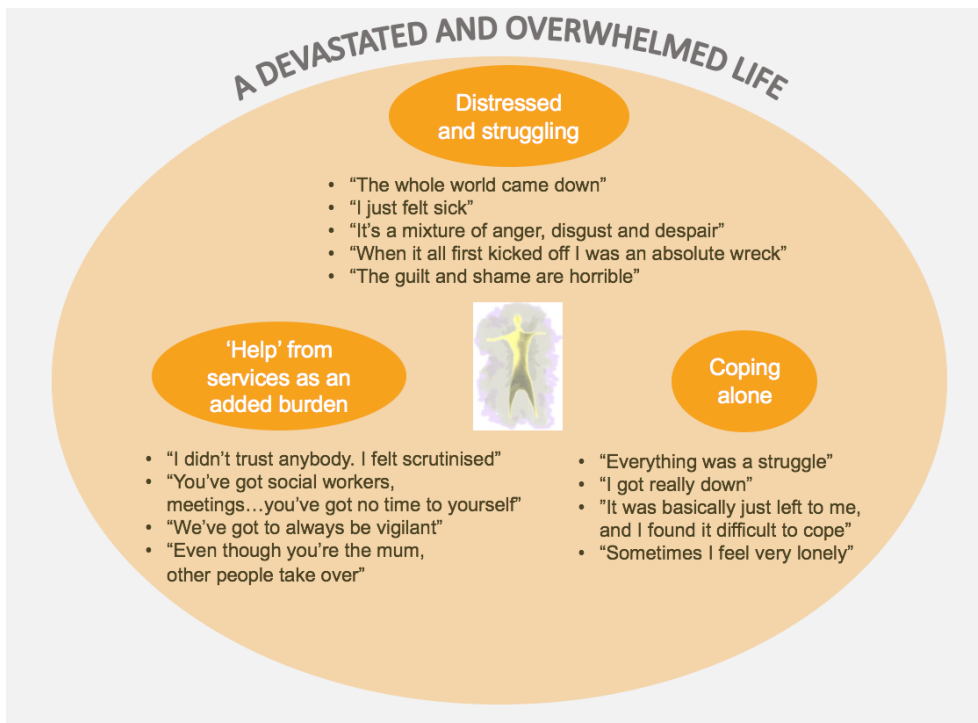 A DEVASTATED AND OVERWHELMED LIFE
Distressed
and struggling
• “The whole world came down”
• “I just felt sick”
• “It’s a mixture of anger, disgust and despair”
• “When it all first kicked off I was an absolute wreck”
• “The guilt and shame are horrible”
‘Help’ from
services as an
added burden
• “I didn’t trust anybody. I felt scrutinised”
• “You’ve got social workers,
meetings…you’ve got no time to yourself”
• “We’ve got to always be vigilant”
• “Even though you’re the mum,
other people take over”
Coping
alone
• “Everything was a struggle”
• “I got really down”
• ”It was basically just left to me,
and I found it difficult to cope”
• “Sometimes I feel very lonely”